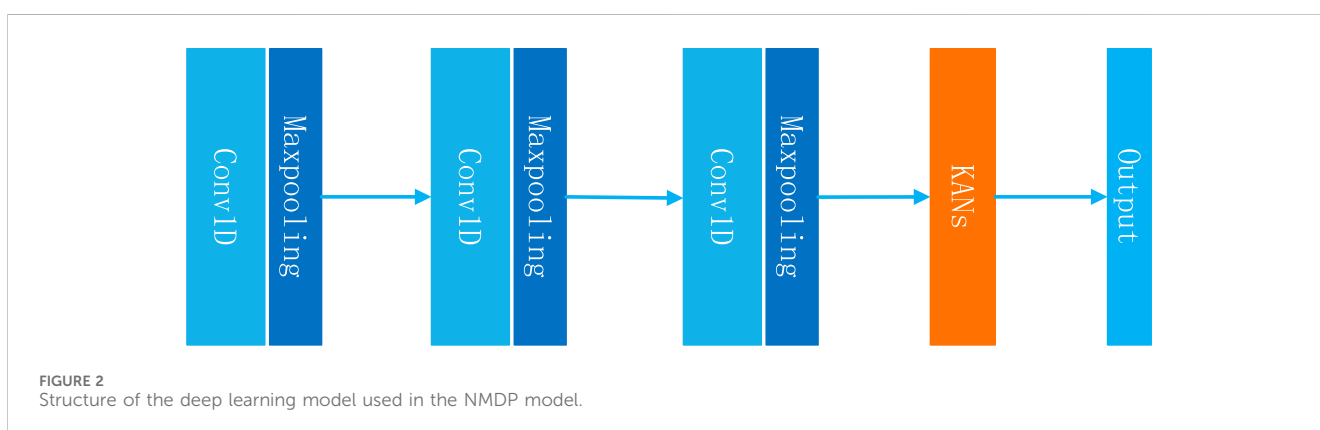 Conv1D
Maxpooling
Conv1D
Maxpooling
Conv1D
Maxpooling
KANs
Output
FIGURE 2
Structure of the deep learning model used in the NMDP model.